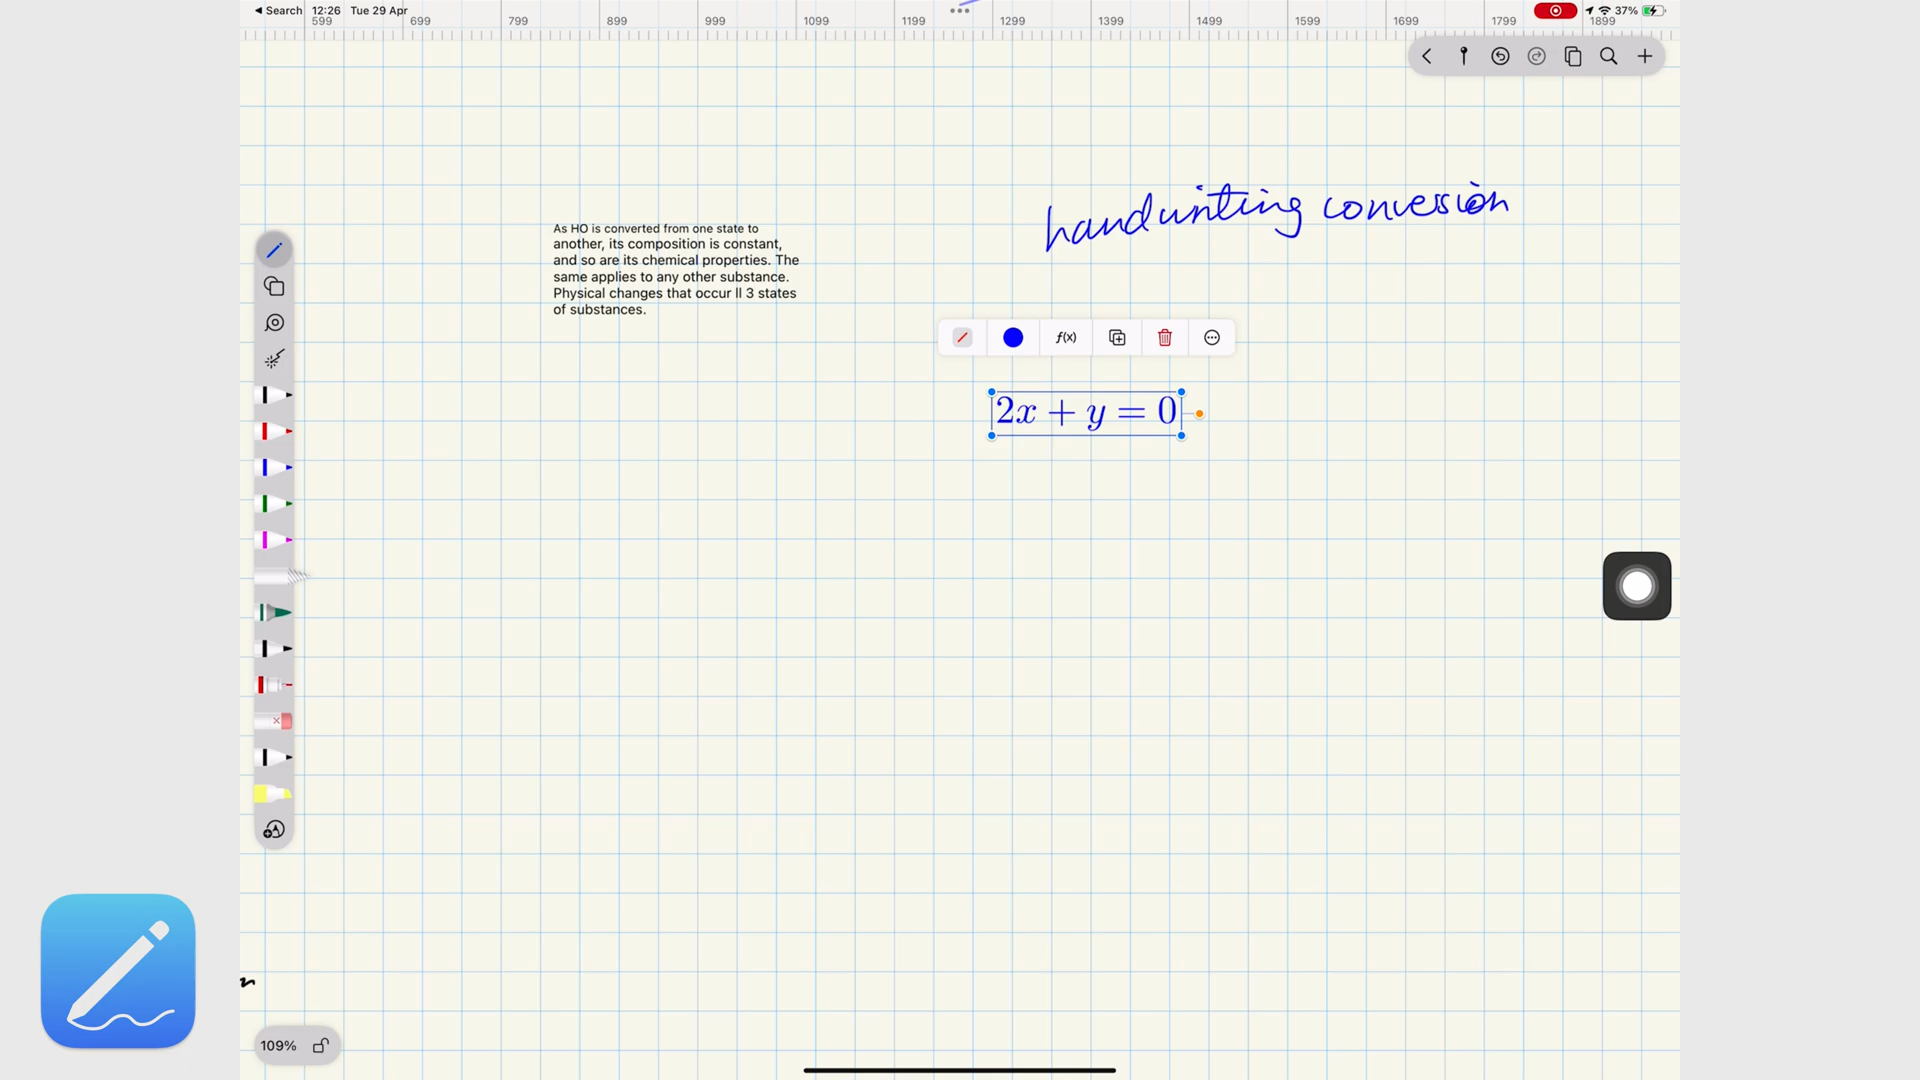 Search 12:26 Tue 29 Apr 37%
599 699 799 899 999 1099 1199 1299 1399 1499 1599 1699 1799 1899
handwriting conversion
As HO is converted from one state to
another, its composition is constant,
and so are its chemical properties. The
same applies to any other substance.
Physical changes that occur ll 3 states
of substances.
f(x)
2x + y = 0
109%